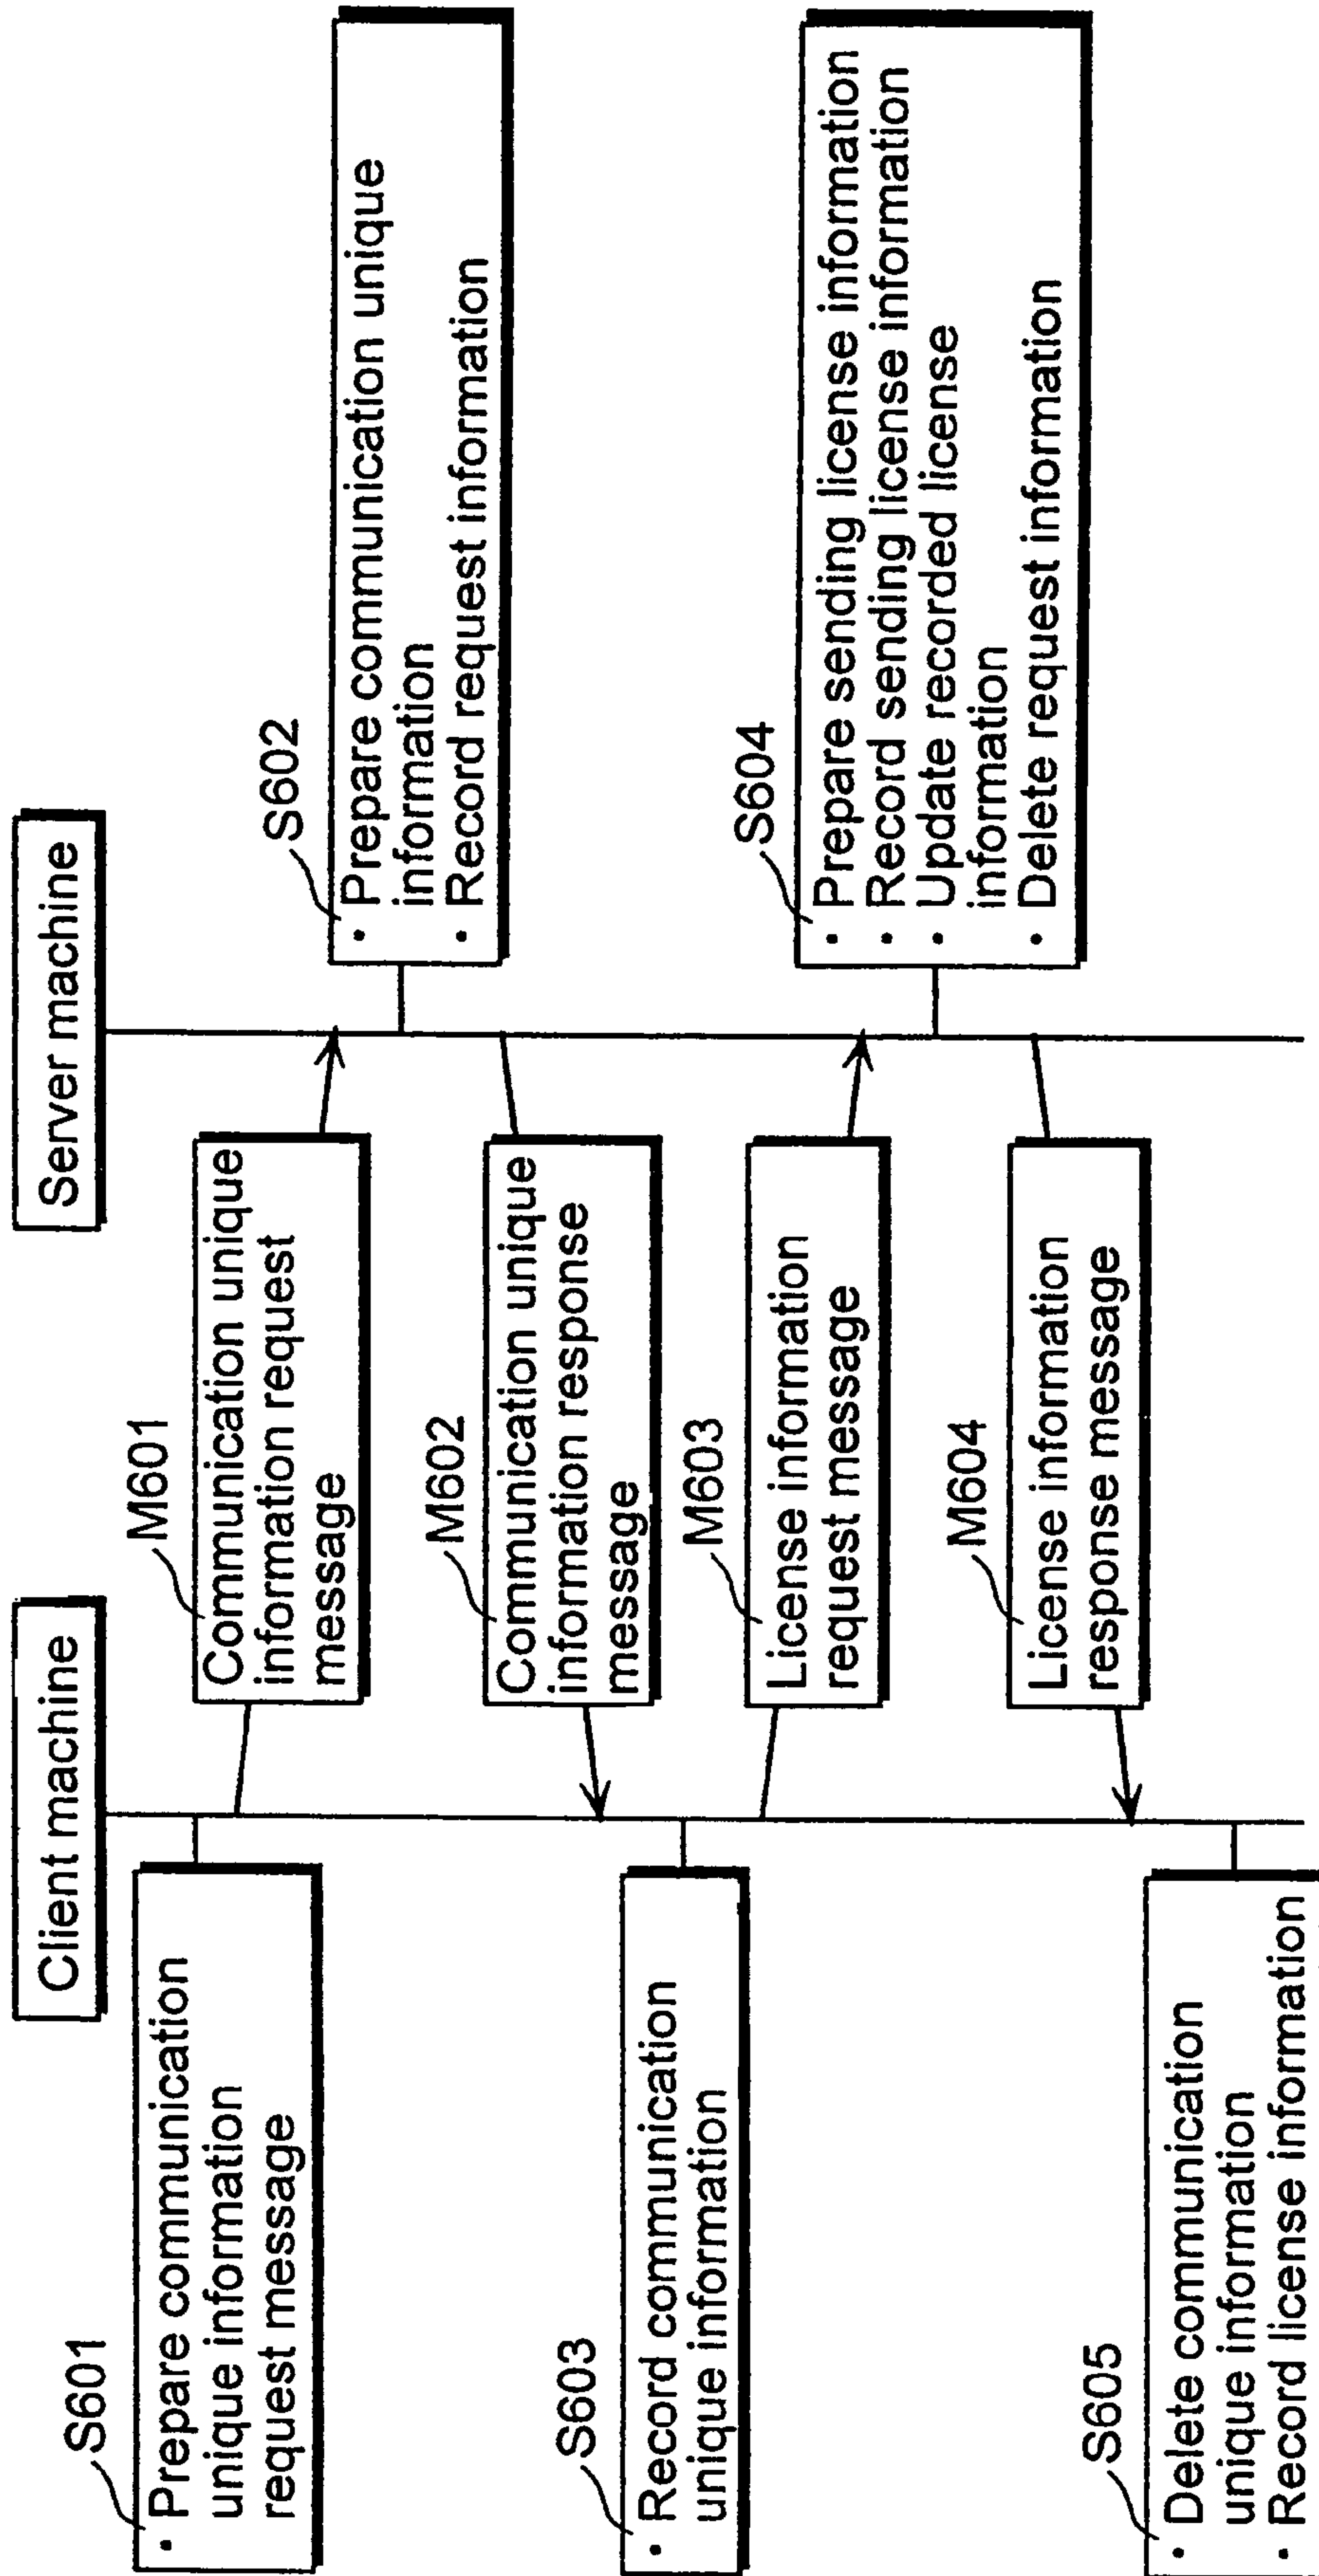 Client machine
Server machine
S601
• Prepare communication
unique information
request message
M601
Communication unique
information request
message
S602
• Prepare communication unique
information
• Record request information
M602
Communication unique
information response
message
S603
• Record communication
unique information
M603
License information
request message
S604
• Prepare sending license information
• Record sending license information
• Update recorded license
information
• Delete request information
M604
License information
response message
S605
• Delete communication
unique information
• Record license information